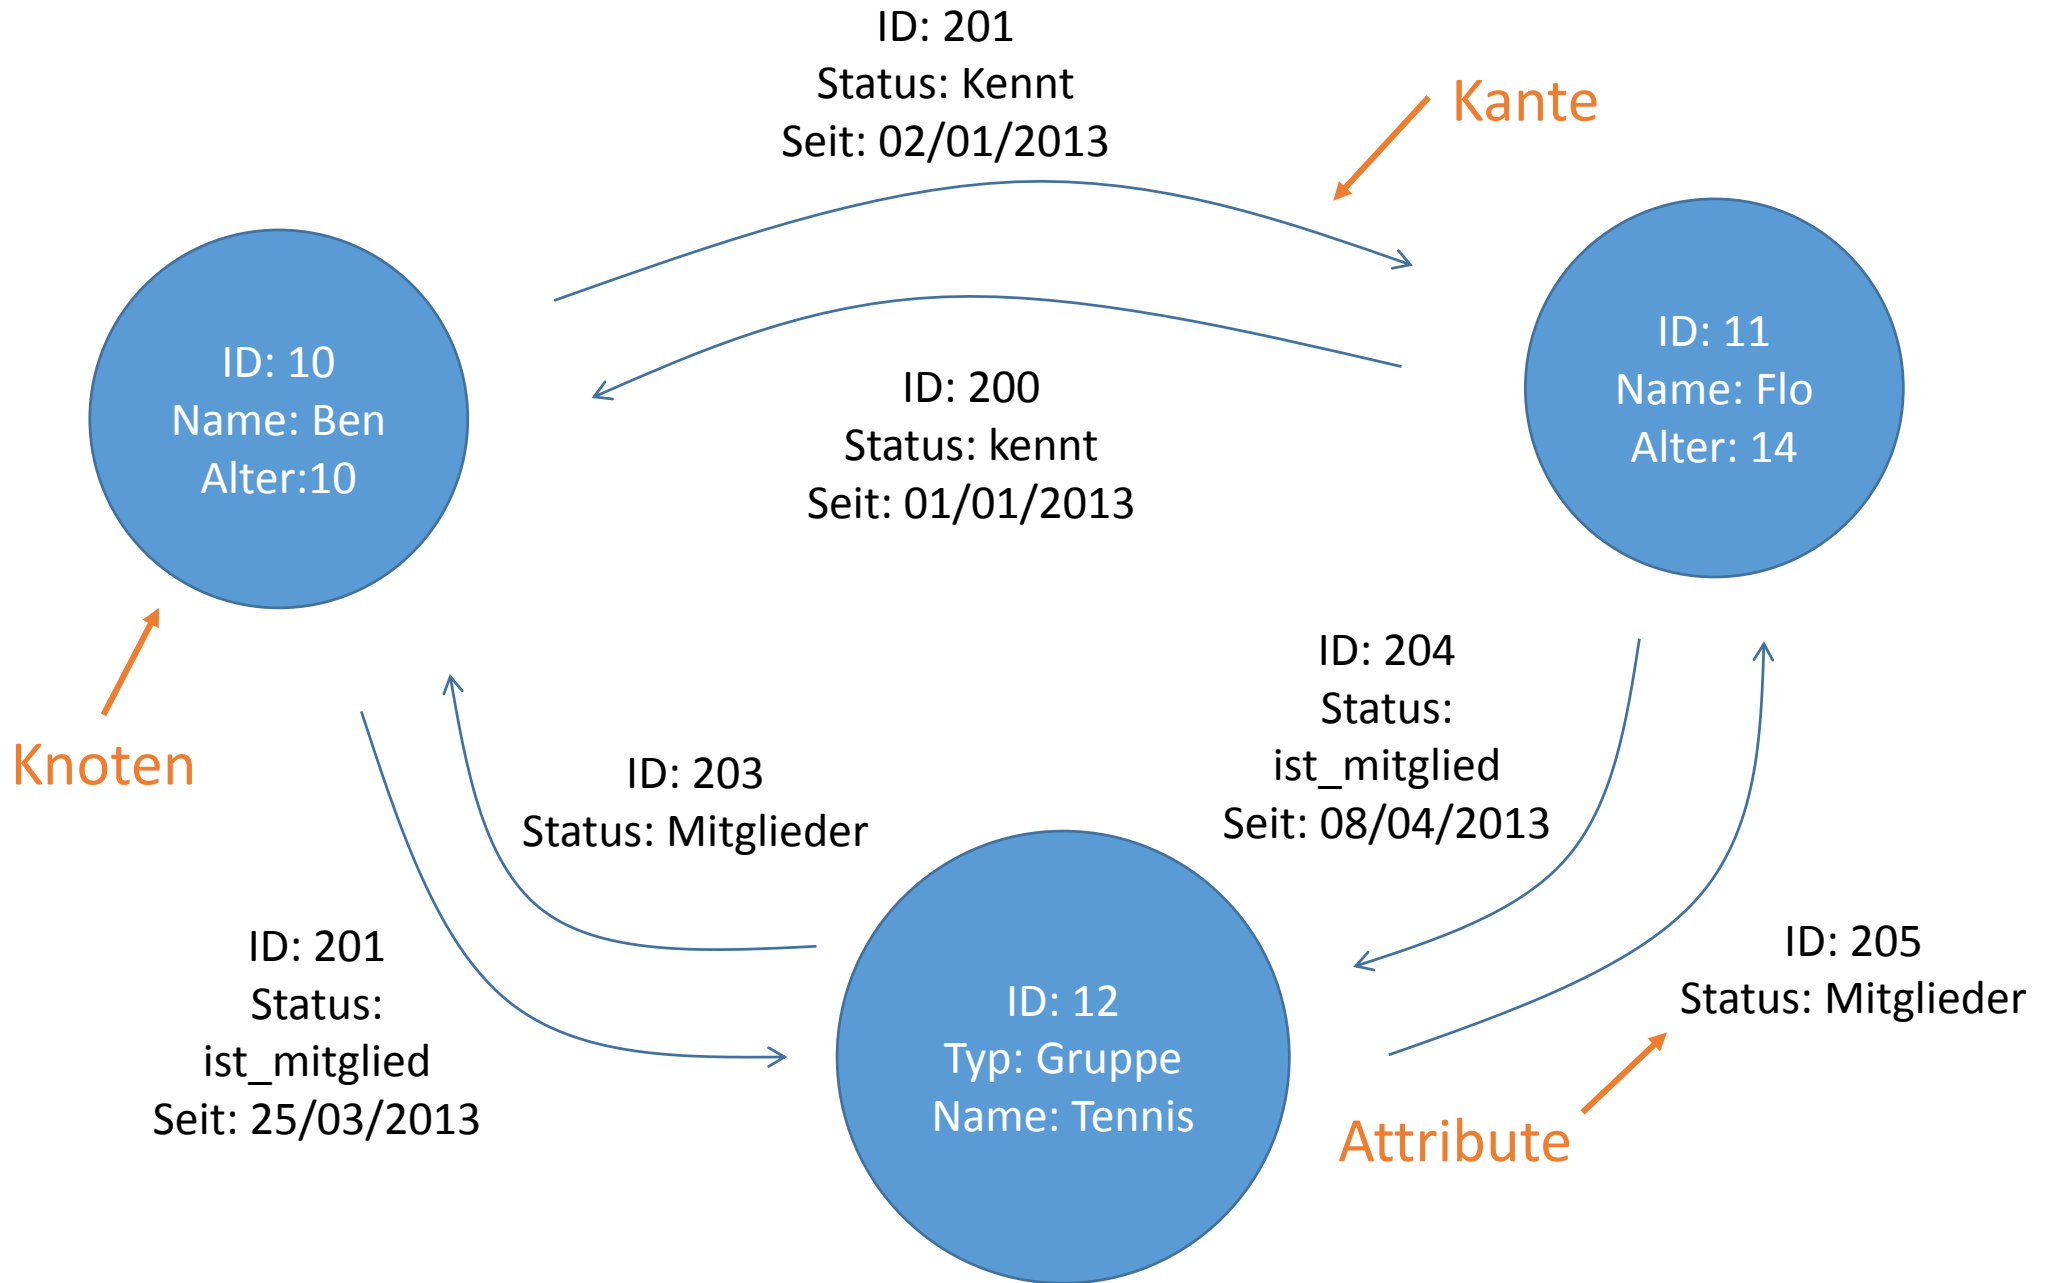 ID: 201
Status: Kennt
Seit: 02/01/2013
Kante
ID: 10
Name: Ben
Alter:10
ID: 200
Status: kennt
Seit: 01/01/2013
ID: 11
Name: Flo
Alter: 14
Knoten
ID: 203
Status: Mitglieder
ID: 204
Status:
ist_mitglied
Seit: 08/04/2013
ID: 201
Status:
ist_mitglied
Seit: 25/03/2013
ID: 12
Typ: Gruppe
Name: Tennis
ID: 205
Status: Mitglieder
Attribute